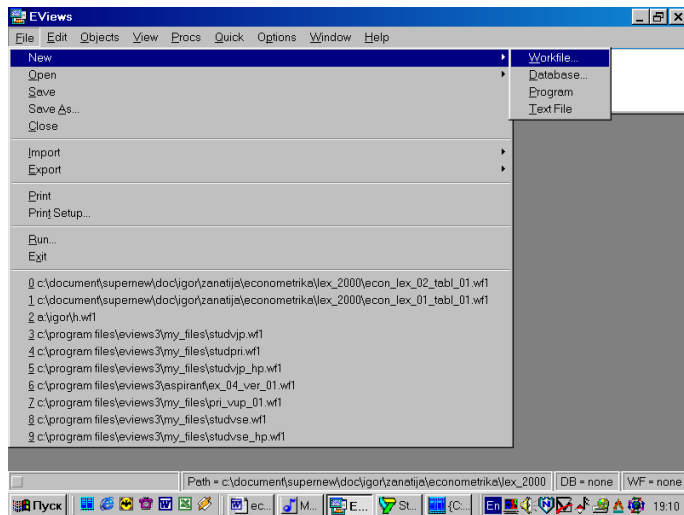 EViews
File Edit Objects View Procs Quick Options Window Help
New
Workfile...
Open
Database...
Save
Program
Save As...
Text File
Close
Import
Export
Print
Print Setup...
Run...
Exit
0 c:\document\supernew\doc\igor\zanatija\econometrika\lex_2000\econ_lex_02_tabl_01.wf1
1 c:\document\supernew\doc\igor\zanatija\econometrika\lex_2000\econ_lex_01_tabl_01.wf1
2 a:\igor\h.wf1
3 c:\program files\eviews3\my_files\studvjp.wf1
4 c:\program files\eviews3\my_files\studpri.wf1
5 c:\program files\eviews3\my_files\studvjp_hp.wf1
6 c:\program files\eviews3\aspirant\ex_04_ver_01.wf1
7 c:\program files\eviews3\my_files\pri_vup_01.wf1
8 c:\program files\eviews3\my_files\studvse.wf1
9 c:\program files\eviews3\my_files\studvse_hp.wf1
Path = c:\document\supernew\doc\igor\zanatija\econometrika\lex_2000 DB = none WF = none
Пуск ec... M... E... St... {C... En 19:10